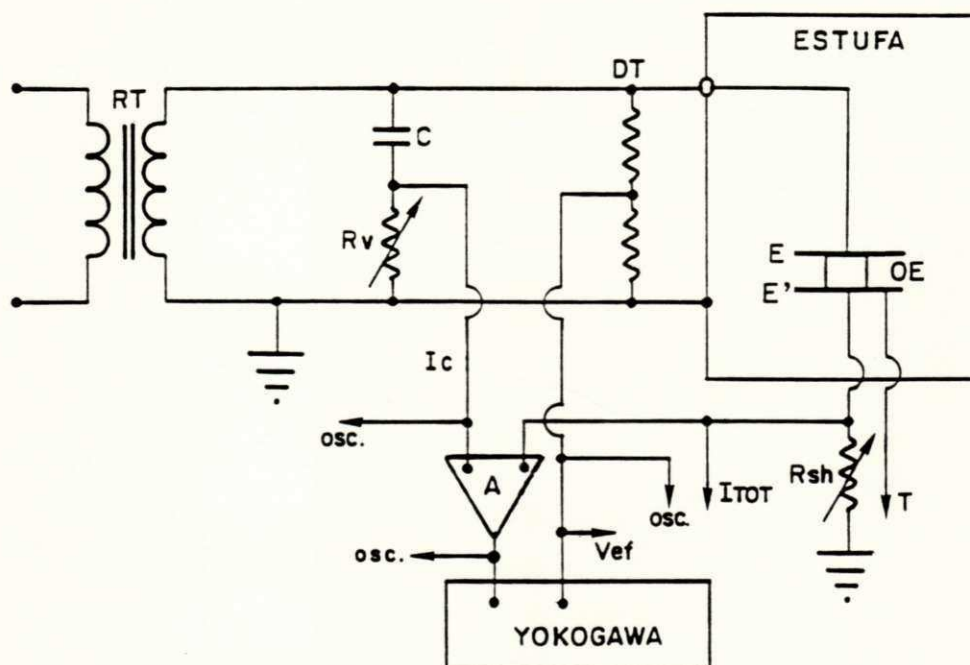 ESTUFA
RT
DT
C
Rv
E
OE
E'
Ic
osc.
A
ITOT
Rsh
T
osc.
osc.
Vef
YOKOGAWA